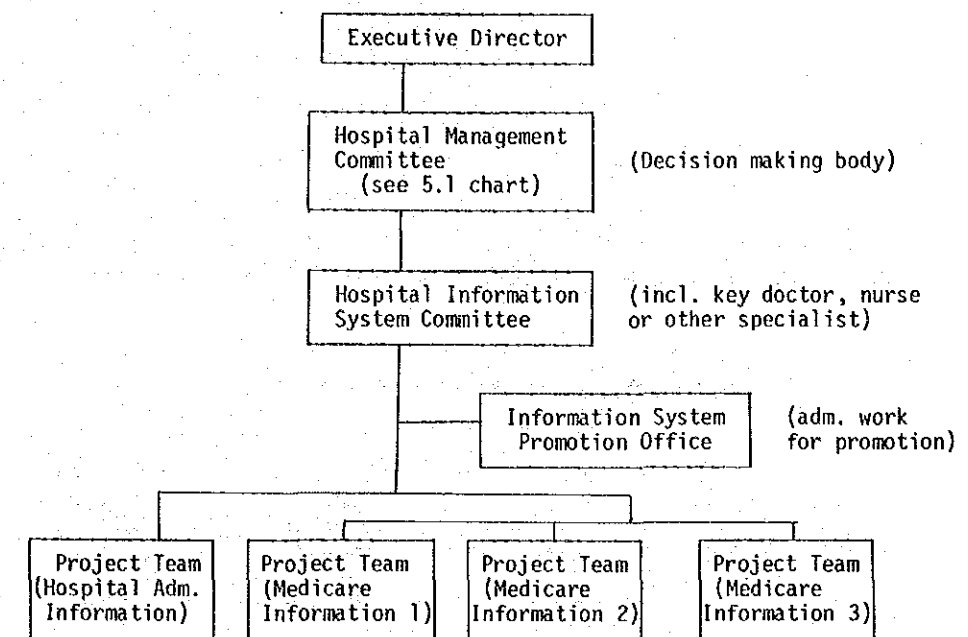 Executive Director
Hospital Management
Committee
(see 5.1 chart)
(Decision making body)
Hospital Information
System Committee
(incl. key doctor, nurse
or other specialist)
Information System
Promotion Office
(adm. work
for promotion)
Project Team
(Hospital Adm.
Information)
Project Team
(Medicare
Information 1)
Project Team
(Medicare
Information 2)
Project Team
(Medicare
Information 3)